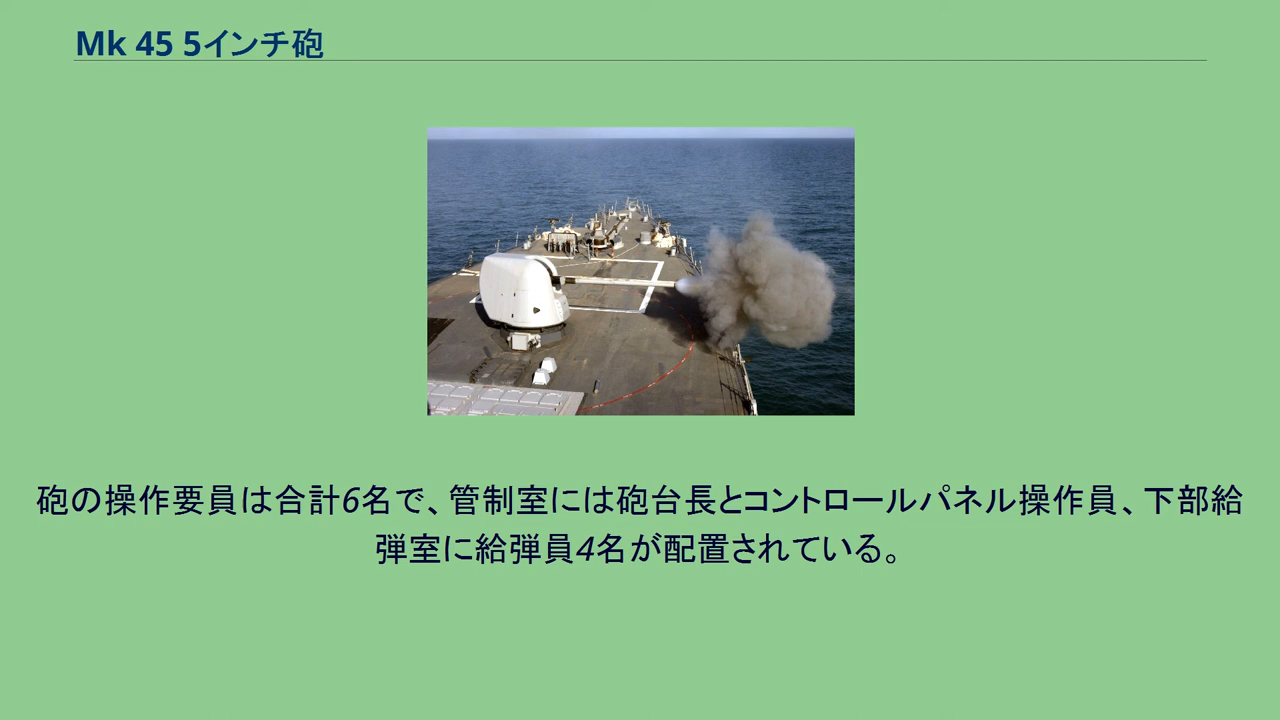 Mk 45 5インチ砲
砲の操作要員は合計6名で、管制室には砲台長とコントロールパネル操作員、下部給
弾室に給弾員4名が配置されている。